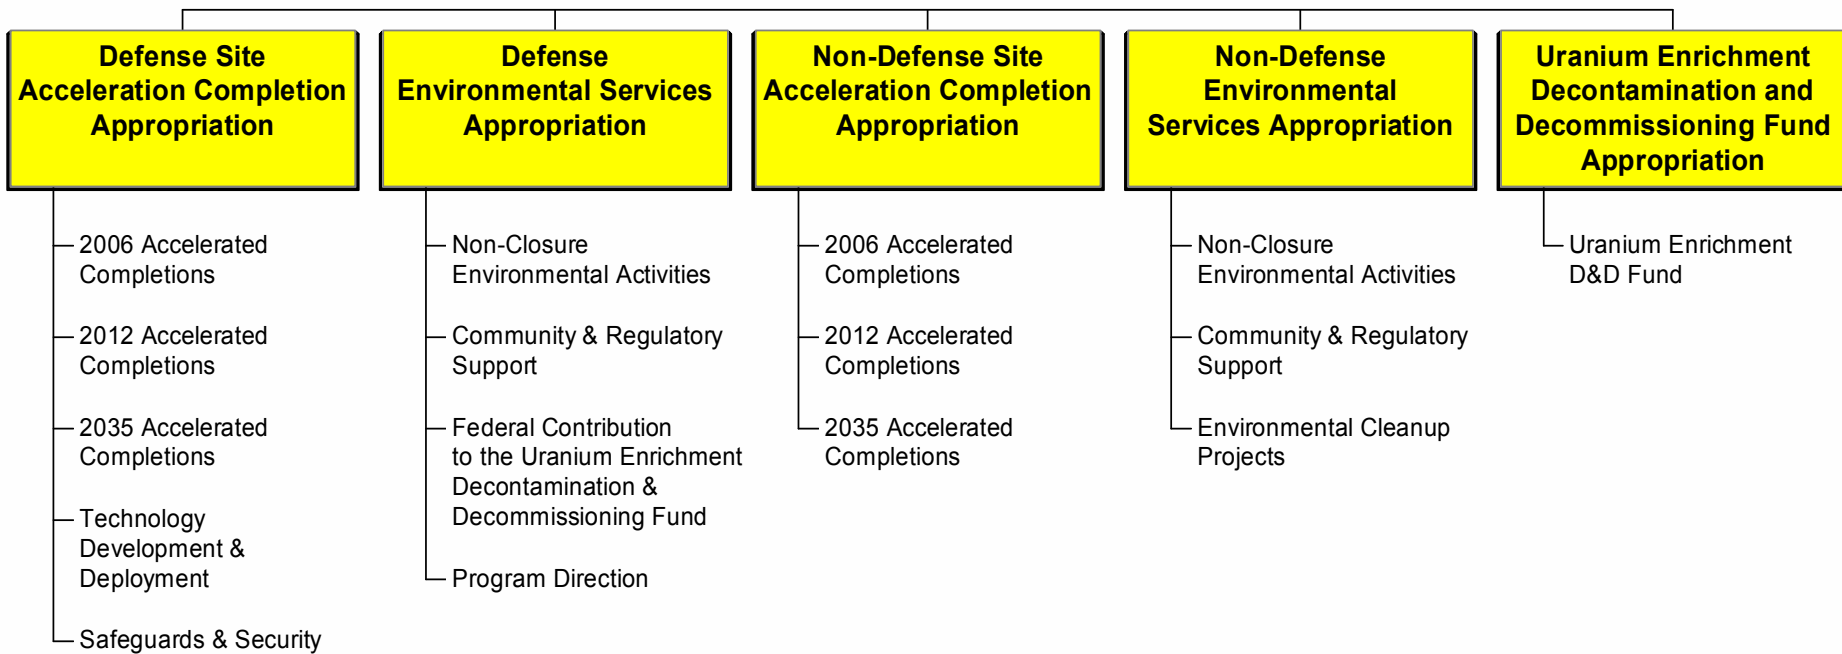 Defense Site
Acceleration Completion
Appropriation
Defense
Environmental Services
Appropriation
Non-Defense Site
Acceleration Completion
Appropriation
Non-Defense
Environmental
Services Appropriation
Uranium Enrichment
Decontamination and
Decommissioning Fund
Appropriation
2006 Accelerated
Completions
2012 Accelerated
Completions
2035 Accelerated
Completions
Technology
Development &
Deployment
Safeguards & Security
Non-Closure
Environmental Activities
Community & Regulatory
Support
Federal Contribution
to the Uranium Enrichment
Decontamination &
Decommissioning Fund
Program Direction
2006 Accelerated
Completions
2012 Accelerated
Completions
2035 Accelerated
Completions
Non-Closure
Environmental Activities
Community & Regulatory
Support
Environmental Cleanup
Projects
Uranium Enrichment
D&D Fund